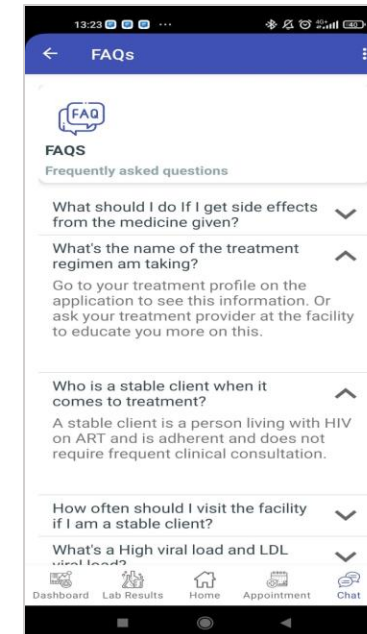 13:23
40
FAQs
FAQ
FAQS
Frequently asked questions
What should I do If I get side effects
from the medicine given?
What's the name of the treatment
regimen am taking?
Go to your treatment profile on the
application to see this information. Or
ask your treatment provider at the facility
to educate you more on this.
Who is a stable client when it
comes to treatment?
A stable client is a person living with HIV
on ART and is adherent and does not
require frequent clinical consultation.
How often should I visit the facility
if I am a stable client?
What's a High viral load and LDL
viral load?
Dashboard Lab Results Home Appointment Chat